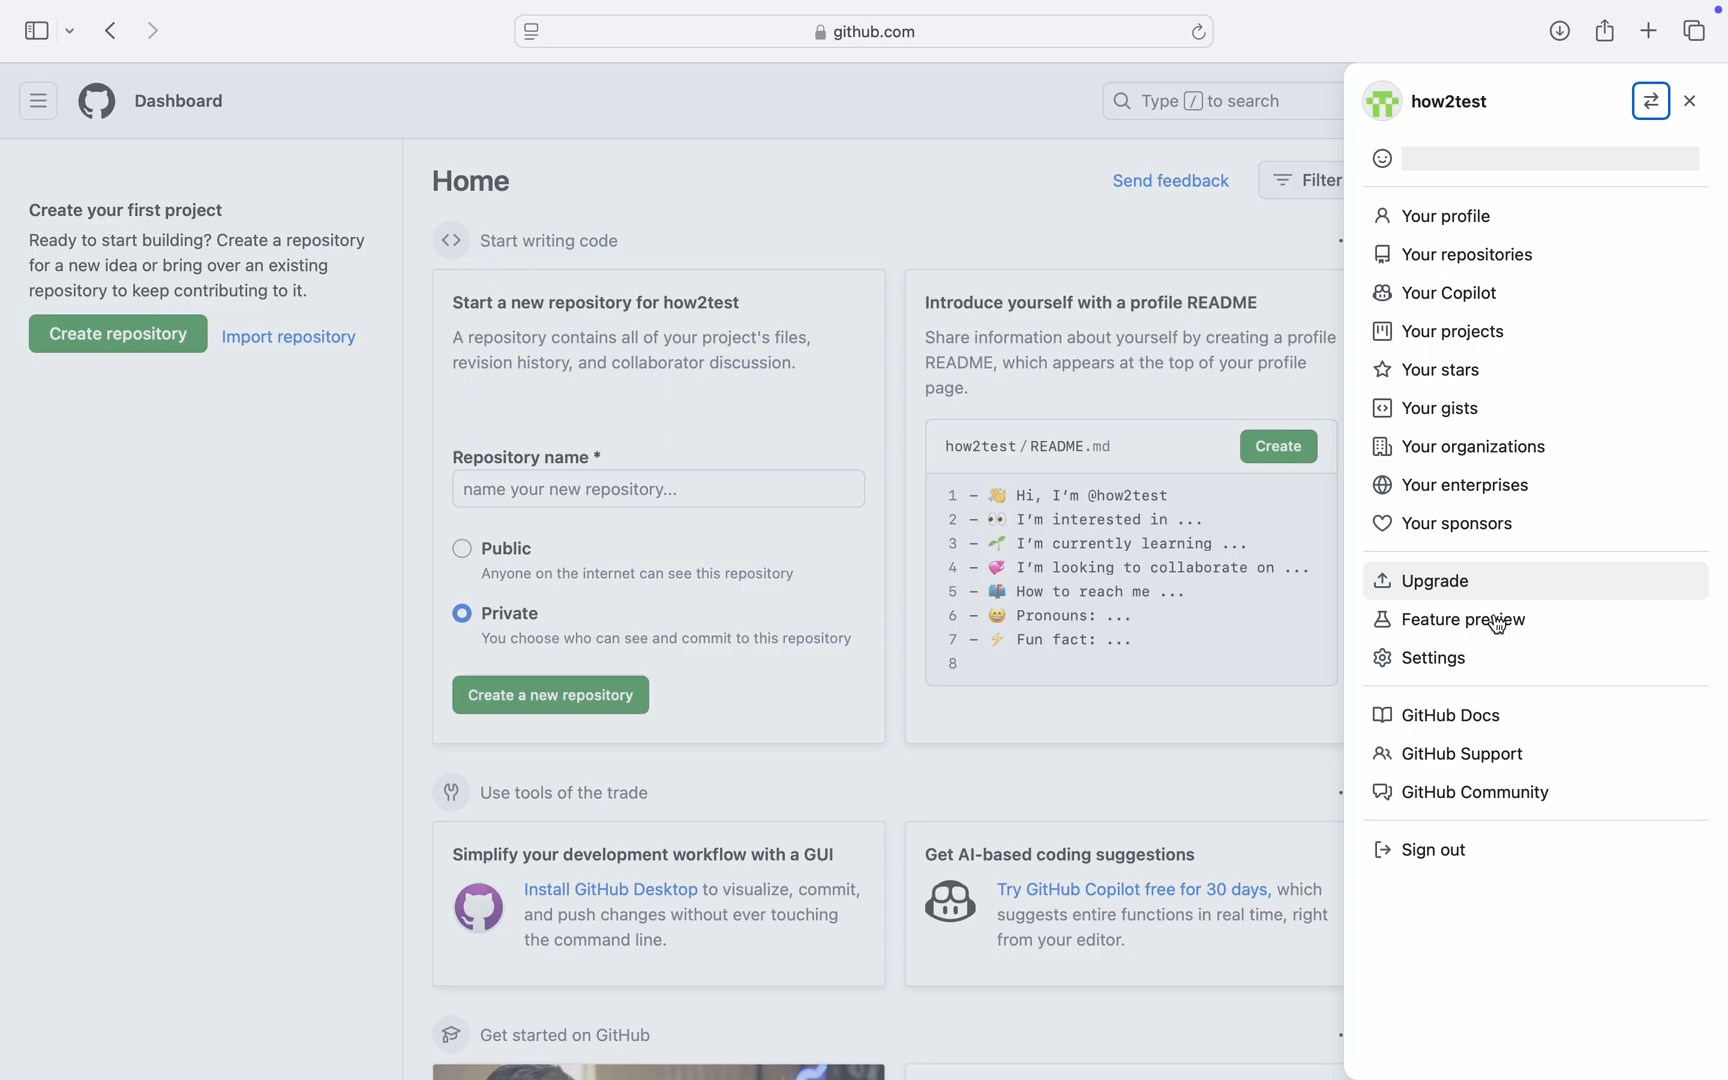 github.com
Dashboard
Type / to search
how2test
Home
Send feedback
Filter
Create your first project
Ready to start building? Create a repository
for a new idea or bring over an existing
repository to keep contributing to it.
Create repository
Import repository
Start writing code
Start a new repository for how2test
A repository contains all of your project's files,
revision history, and collaborator discussion.
Repository name *
name your new repository...
Public
Anyone on the internet can see this repository
Private
You choose who can see and commit to this repository
Create a new repository
Introduce yourself with a profile README
Share information about yourself by creating a profile
README, which appears at the top of your profile
page.
how2test / README.md
Create
1 - 👋 Hi, I'm @how2test
2 - 👀 I'm interested in ...
3 - 🌱 I'm currently learning ...
4 - 💞️ I'm looking to collaborate on ...
5 - 📫 How to reach me ...
6 - 😄 Pronouns: ...
7 - ⚡ Fun fact: ...
8
Use tools of the trade
Simplify your development workflow with a GUI
Install GitHub Desktop to visualize, commit,
and push changes without ever touching
the command line.
Get AI-based coding suggestions
Try GitHub Copilot free for 30 days, which
suggests entire functions in real time, right
from your editor.
Get started on GitHub
Your profile
Your repositories
Your Copilot
Your projects
Your stars
Your gists
Your organizations
Your enterprises
Your sponsors
Upgrade
Feature preview
Settings
GitHub Docs
GitHub Support
GitHub Community
Sign out